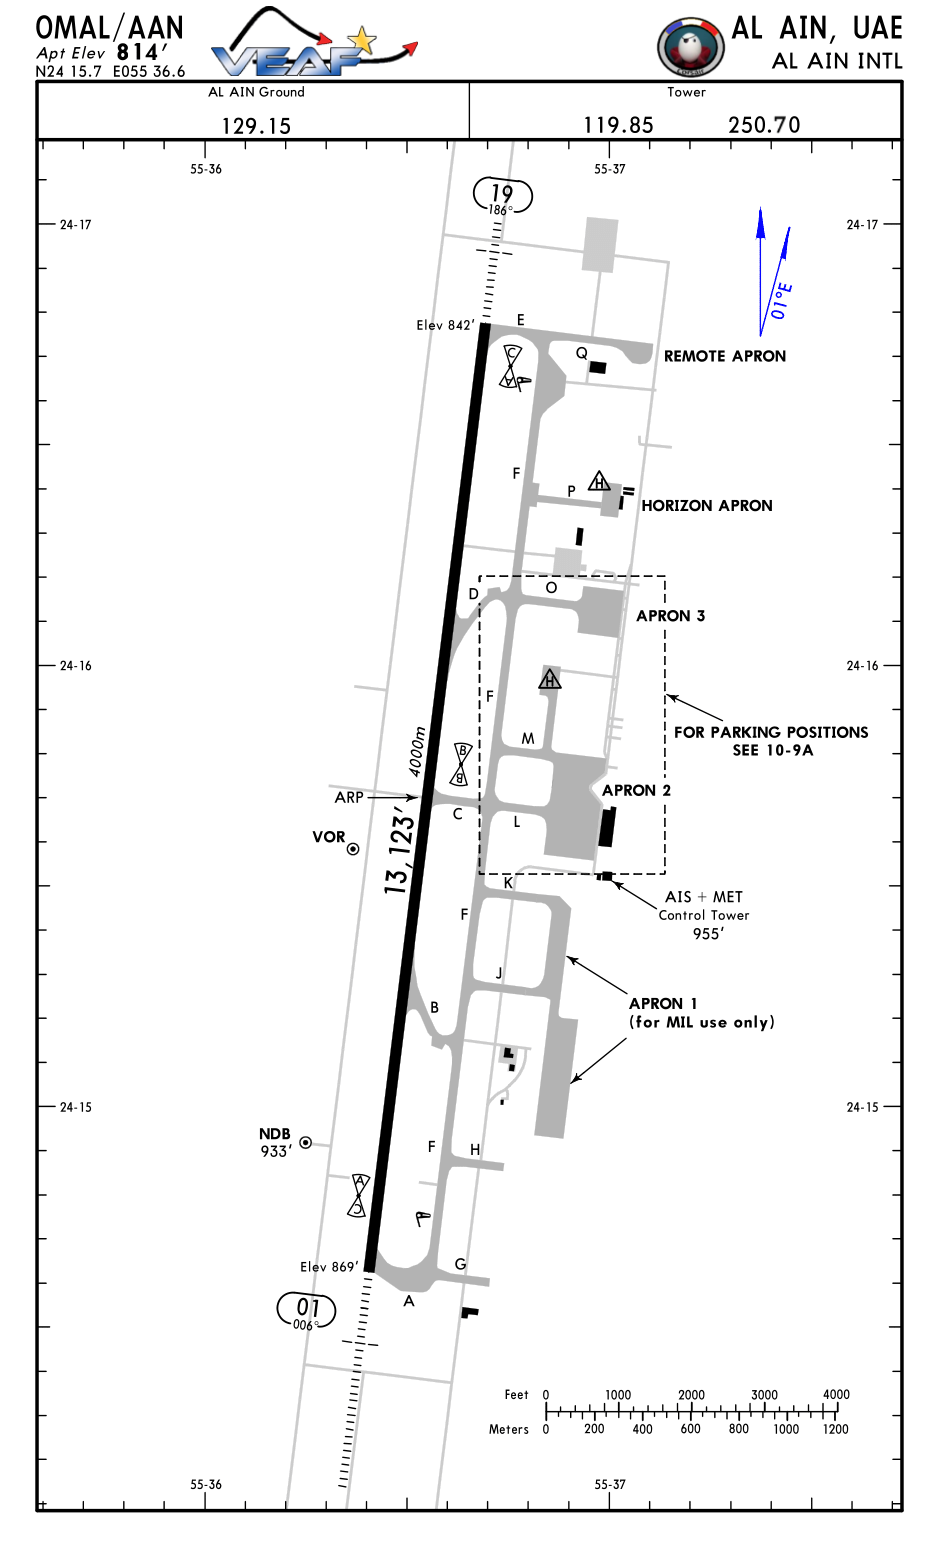 OMAL/AAN
Apt Elev 814'
N24 15.7 E055 36.6
VEAF
AL AIN, UAE
AL AIN INTL
AL AIN Ground
129.15
Tower
119.85 250.70
55-36
55-37
19
186°
24-17
24-17
01°E
Elev 842'
E
C
A
Q
REMOTE APRON
F
H
P
HORIZON APRON
D
O
APRON 3
24-16
24-16
H
F
FOR PARKING POSITIONS
SEE 10-9A
M
4000m
B
B
ARP
APRON 2
C
L
VOR
13,123'
K
AIS + MET
Control Tower
955'
F
J
B
APRON 1
(for MIL use only)
24-15
24-15
NDB
933'
F
H
A
C
Elev 869'
G
A
01
006°
Feet 0 1000 2000 3000 4000
Meters 0 200 400 600 800 1000 1200
55-36
55-37